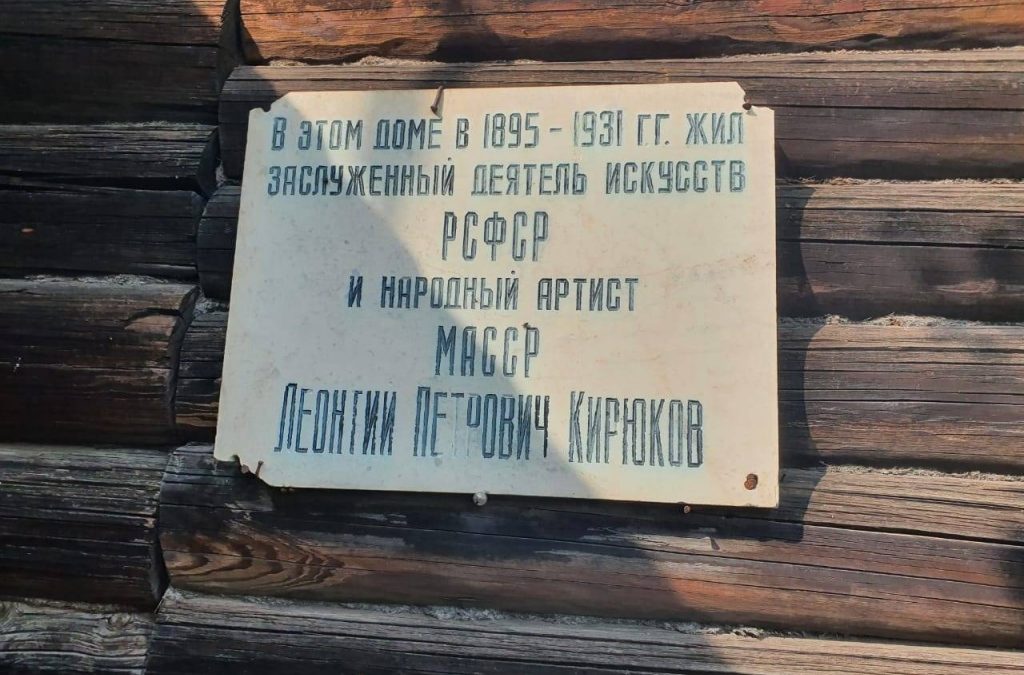 В ЭТОМ ДОМЕ В 1895 - 1931 ГГ. ЖИЛ
ЗАСЛУЖЕННЫЙ ДЕЯТЕЛЬ ИСКУССТВ
РСФСР
И НАРОДНЫЙ АРТИСТ
МАССР
ЛЕОНТИЙ ПЕТРОВИЧ КИРЮКОВ